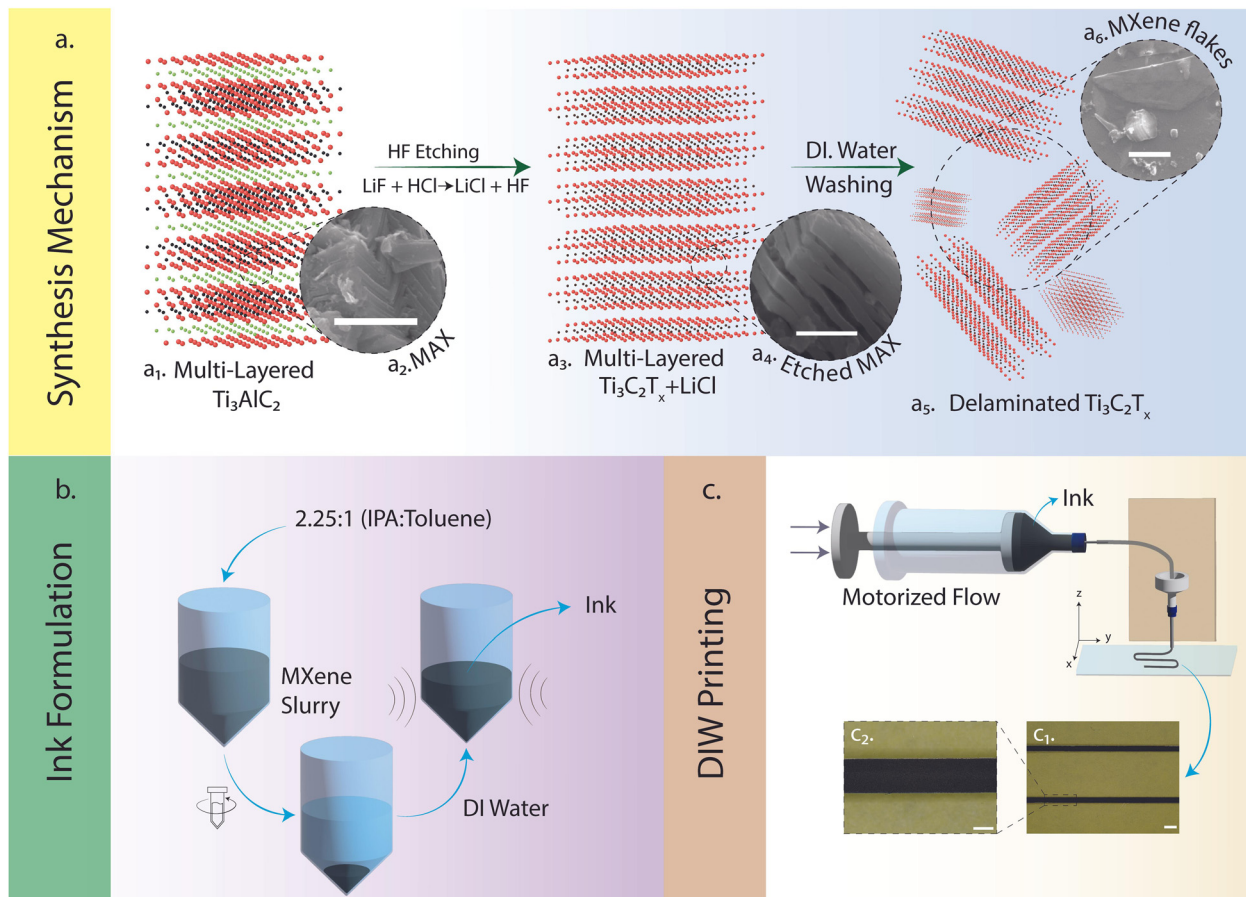 a.
Synthesis Mechanism
HF Etching
LiF + HCl→LiCl + HF
DI. Water
Washing
a₁. Multi-Layered
Ti₃AlC₂
a₂. MAX
a₃. Multi-Layered
Ti₃C₂Tₓ+LiCl
a₄. Etched MAX
a₅. Delaminated Ti₃C₂Tₓ
a₆. MXene flakes
b.
Ink Formulation
2.25:1 (IPA:Toluene)
MXene
Slurry
Ink
DI Water
c.
DIW Printing
Ink
Motorized Flow
z
y
x
C₂.
C₁.